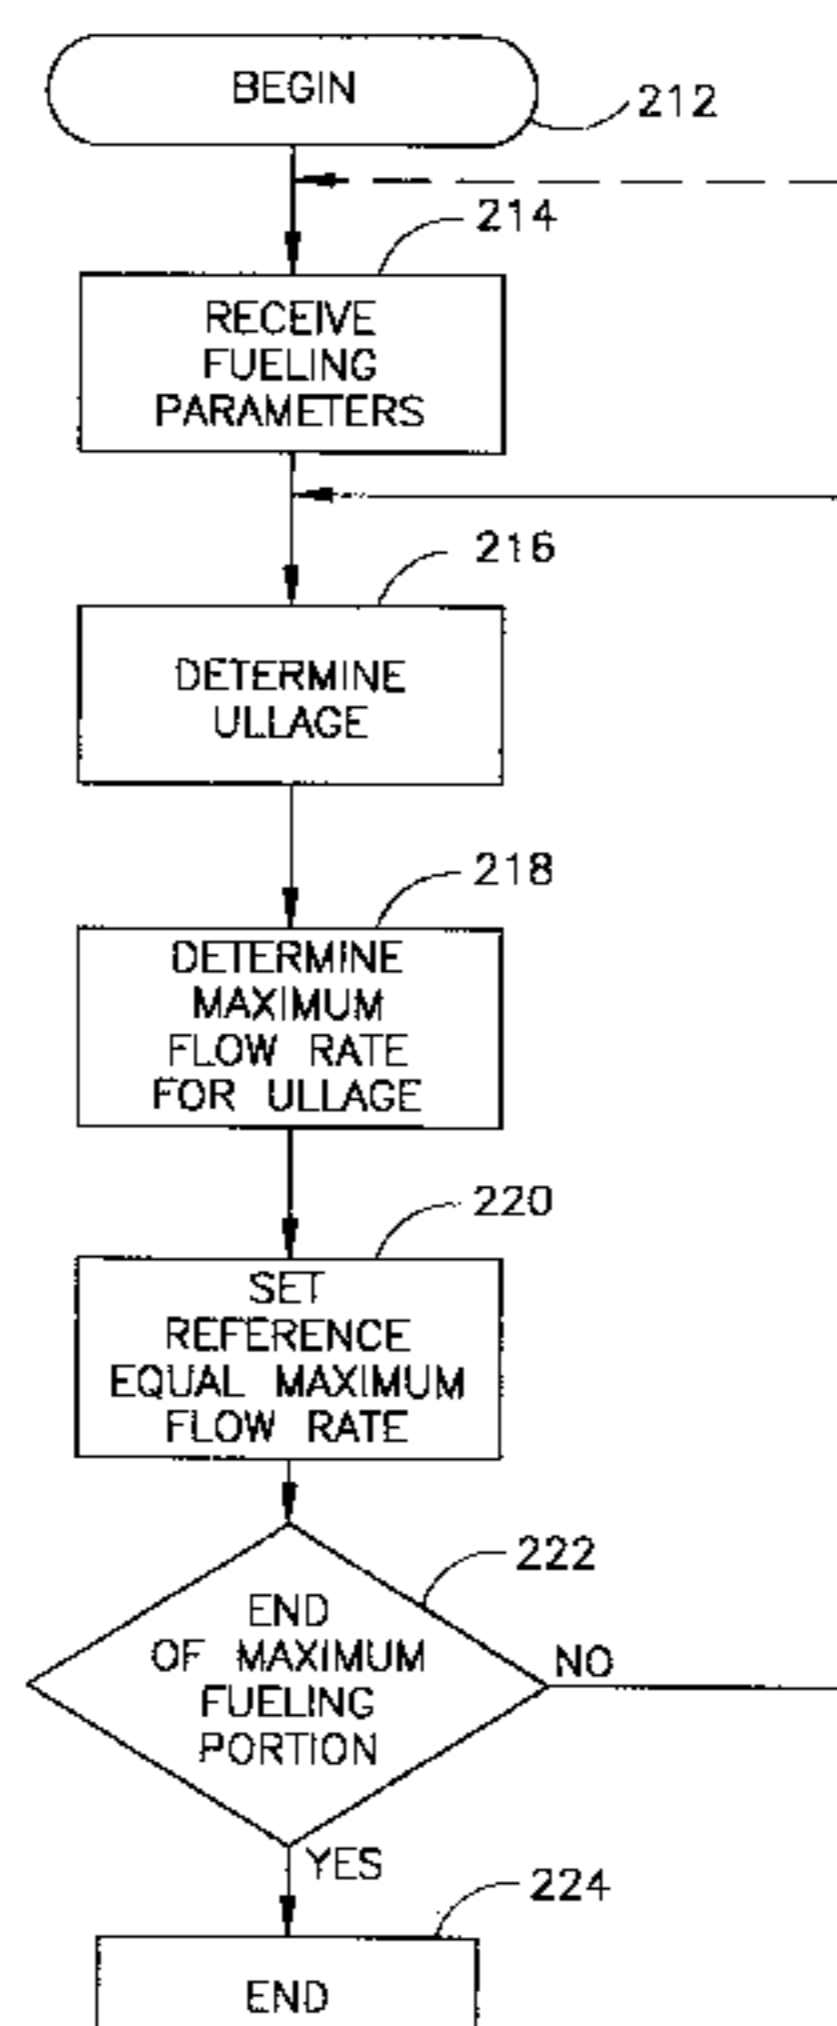 BEGIN
212
214
RECEIVE
FUELING
PARAMETERS
216
DETERMINE
ULLAGE
218
DETERMINE
MAXIMUM
FLOW RATE
FOR ULLAGE
220
SET
REFERENCE
EQUAL MAXIMUM
FLOW RATE
222
END
OF MAXIMUM
FUELING
PORTION
NO
YES
224
END